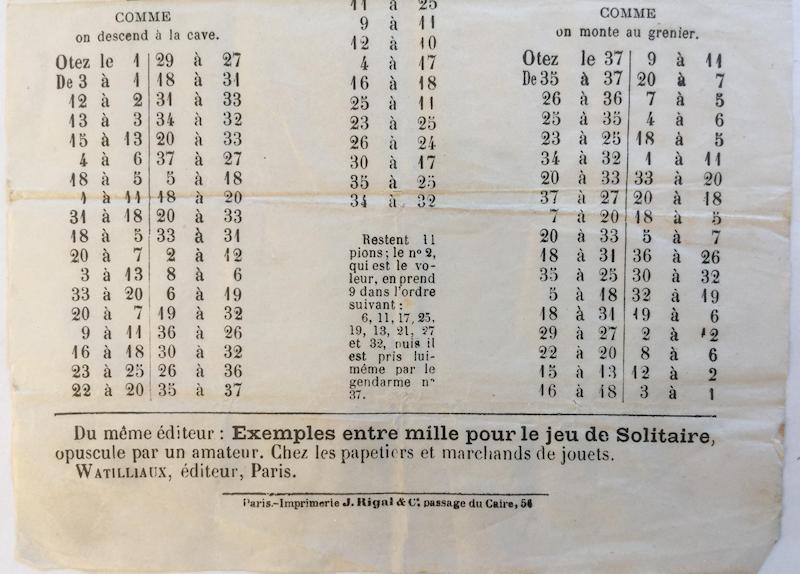 COMME
on descend à la cave.
Otez le 1 29 à 27
De 3 à 1 18 à 31
12 à 2 31 à 33
13 à 3 34 à 32
15 à 13 20 à 33
4 à 6 37 à 27
18 à 5 5 à 18
1 à 11 18 à 20
31 à 18 20 à 33
18 à 5 33 à 31
20 à 7 2 à 12
3 à 13 8 à 6
33 à 20 6 à 19
20 à 7 19 à 32
9 à 11 36 à 26
16 à 18 30 à 32
23 à 25 26 à 36
22 à 20 35 à 37
11 à 25
9 à 11
12 à 10
4 à 17
16 à 18
25 à 11
23 à 25
26 à 24
30 à 17
35 à 25
34 à 32
Restent 11
pions; le nº 2,
qui est le vo-
leur, en prend
9 dans l'ordre
suivant :
6, 11, 17, 25,
19, 13, 21, 27
et 32, puis il
est pris lui-
même par le
gendarme nº
37.
COMME
on monte au grenier.
Otez le 37 9 à 11
De 35 à 37 20 à 7
26 à 36 7 à 5
25 à 35 4 à 6
23 à 25 18 à 5
34 à 32 1 à 11
20 à 33 33 à 20
37 à 27 20 à 18
7 à 20 18 à 5
20 à 33 5 à 7
18 à 31 36 à 26
35 à 25 30 à 32
5 à 18 32 à 19
18 à 31 19 à 6
29 à 27 2 à 12
22 à 20 8 à 6
15 à 13 12 à 2
16 à 18 3 à 1
Du même éditeur : Exemples entre mille pour le jeu de Solitaire,
opuscule par un amateur. Chez les papetiers et marchands de jouets.
WATILLIAUX, éditeur, Paris.
Paris.-Imprimerie J. Rigal & Cº. passage du Caire, 56